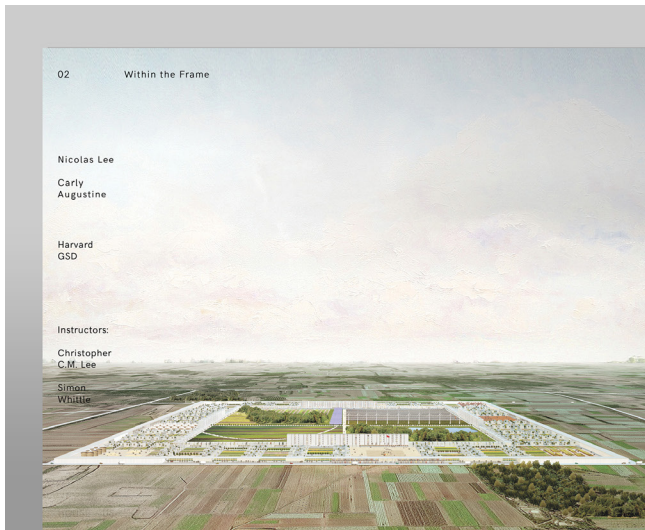 02 Within the Frame
Nicolas Lee
Carly
Augustine
Harvard
GSD
Instructors:
Christopher
C.M. Lee
Simon
Whittle